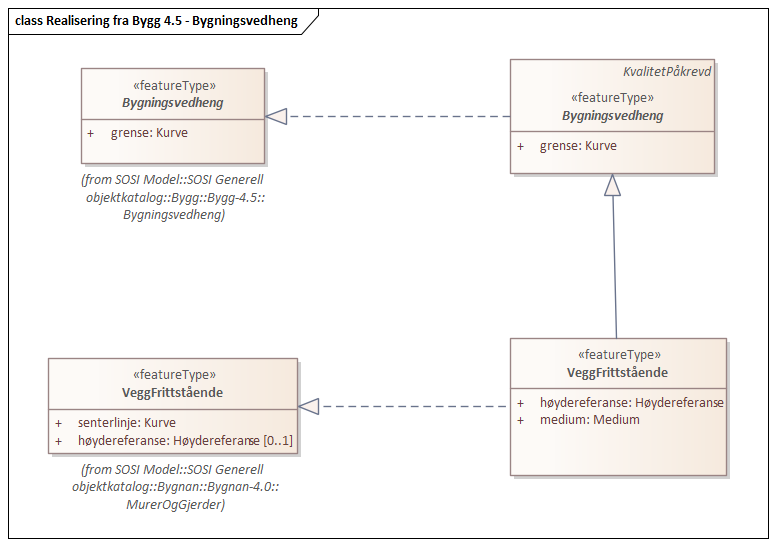 class Realisering fra Bygg 4.5 - Bygningsvedheng
«featureType»
Bygningsvedheng
+ grense: Kurve
(from SOSI Model::SOSI Generell
objektkatalog::Bygg::Bygg-4.5::
Bygningsvedheng)
KvalitetPåkrevd
«featureType»
Bygningsvedheng
+ grense: Kurve
«featureType»
VeggFrittstående
+ senterlinje: Kurve
+ høydereferanse: Høydereferanse [0..1]
(from SOSI Model::SOSI Generell
objektkatalog::Bygnan::Bygnan-4.0::
MurerOgGjerder)
«featureType»
VeggFrittstående
+ høydereferanse: Høydereferanse
+ medium: Medium